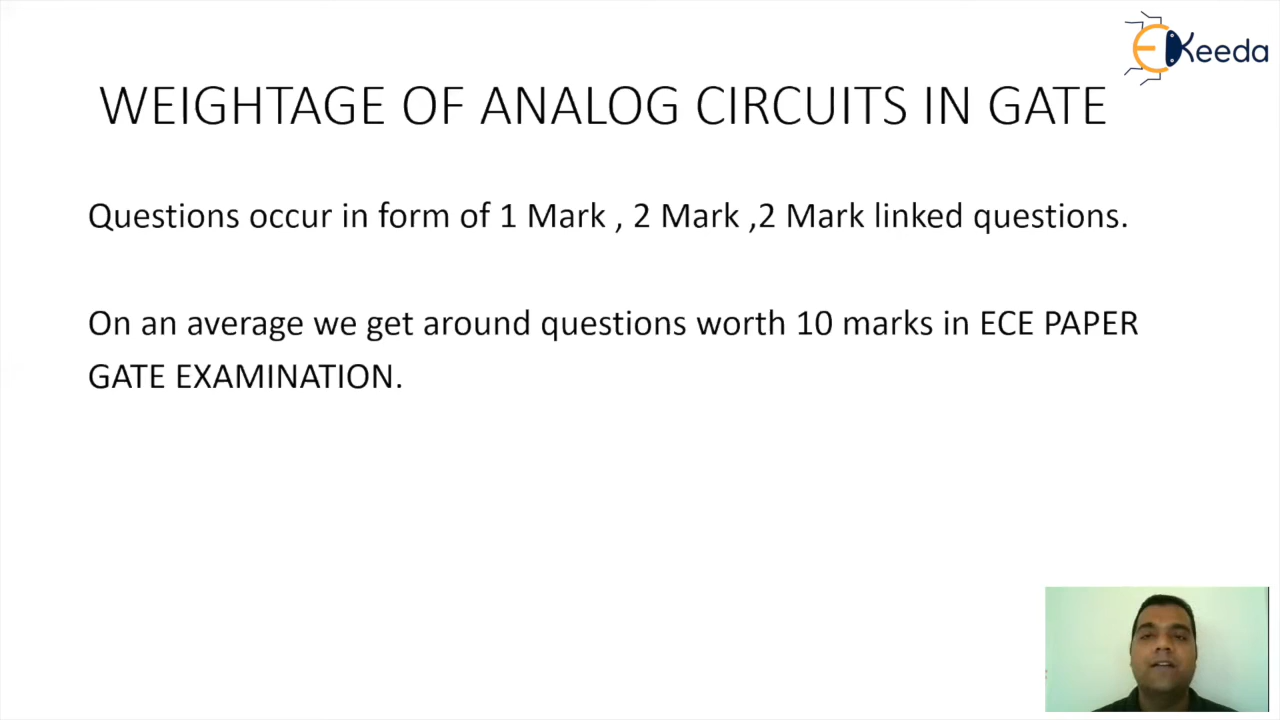 EKeeda
WEIGHTAGE OF ANALOG CIRCUITS IN GATE
Questions occur in form of 1 Mark , 2 Mark ,2 Mark linked questions.
On an average we get around questions worth 10 marks in ECE PAPER
GATE EXAMINATION.